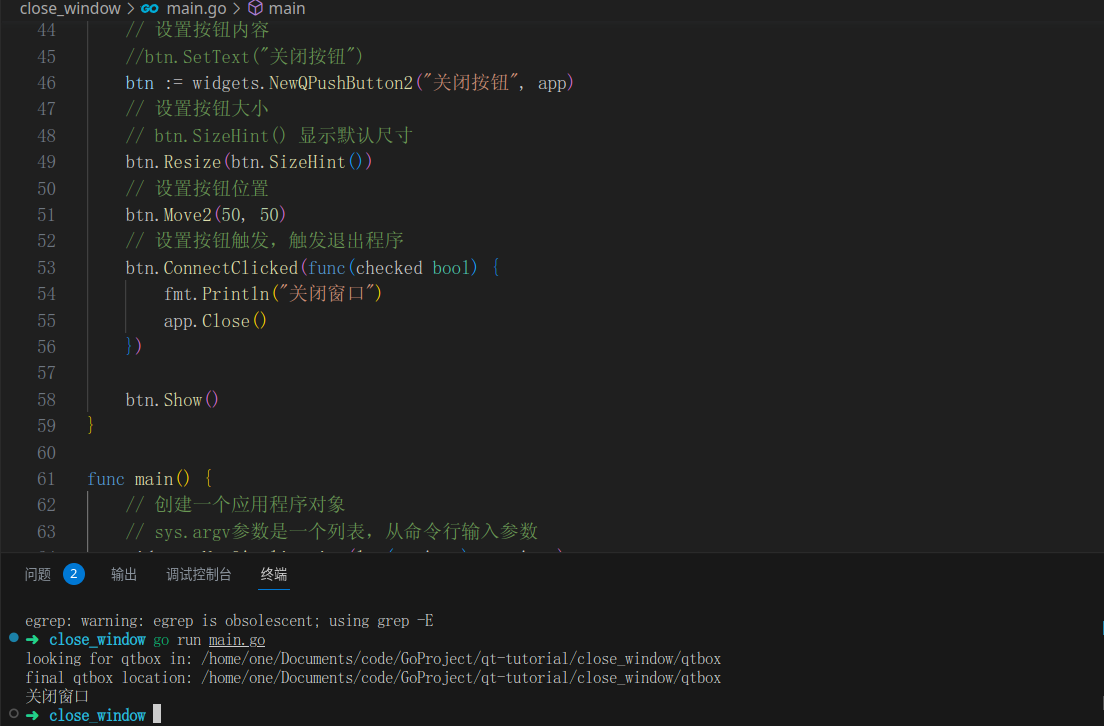 close_window > GO main.go > main
44 // 设置按钮内容
45 //btn.SetText("关闭按钮")
46 btn := widgets.NewQPushButton2("关闭按钮", app)
47 // 设置按钮大小
48 // btn.SizeHint() 显示默认尺寸
49 btn.Resize(btn.SizeHint())
50 // 设置按钮位置
51 btn.Move2(50, 50)
52 // 设置按钮触发，触发退出程序
53 btn.ConnectClicked(func(checked bool) {
54 fmt.Println("关闭窗口")
55 app.Close()
56 })
57
58 btn.Show()
59 }
60
61 func main() {
62 // 创建一个应用程序对象
63 // sys.argv参数是一个列表，从命令行输入参数
问题 2 输出 调试控制台 终端
egrep: warning: egrep is obsolescent; using grep -E
➜ close_window go run main.go
looking for qtbox in: /home/one/Documents/code/GoProject/qt-tutorial/close_window/qtbox
final qtbox location: /home/one/Documents/code/GoProject/qt-tutorial/close_window/qtbox
关闭窗口
➜ close_window